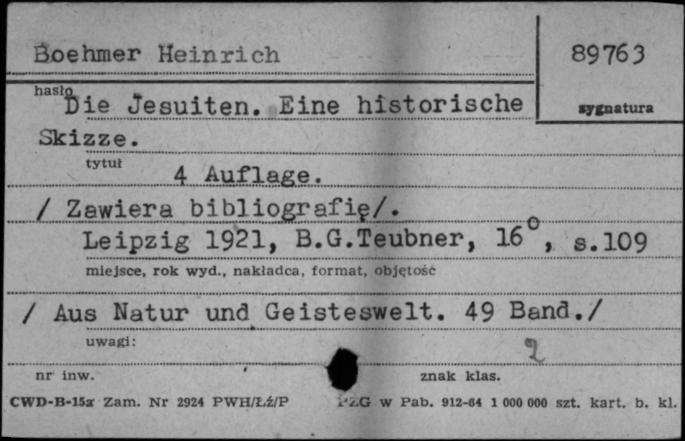 Boehmer Heinrich
89763
hasło
sygnatura
Die Jesuiten. Eine historische
Skizze.
tytuł
4 Auflage.
/ Zawiera bibliografię/.
Leipzig 1921, B.G.Teubner, 16°, s.109
miejsce, rok wyd., nakładca, format, objętość
/ Aus Natur und Geisteswelt. 49 Band./
uwagi:
2
nr inw.
znak klas.
CWD-B-15x Zam. Nr 2924 PWH/Łź/P
w Pab. 912-64 1 000 000 szt. kart. b. kl.